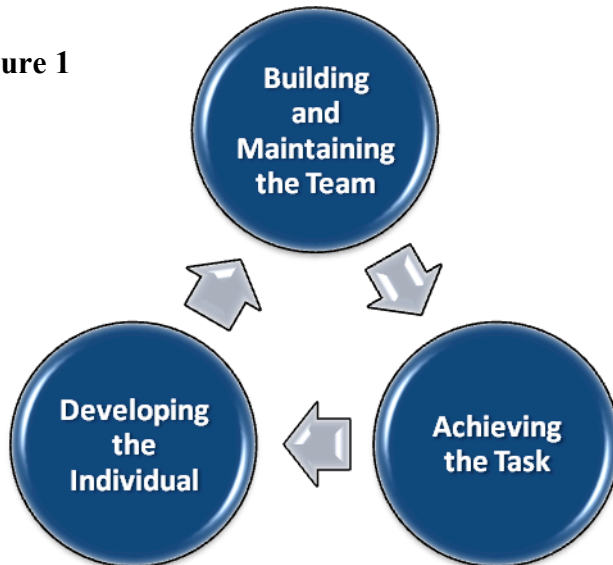 ure 1
Building
and
Maintaining
the Team
Developing
the
Individual
Achieving
the Task